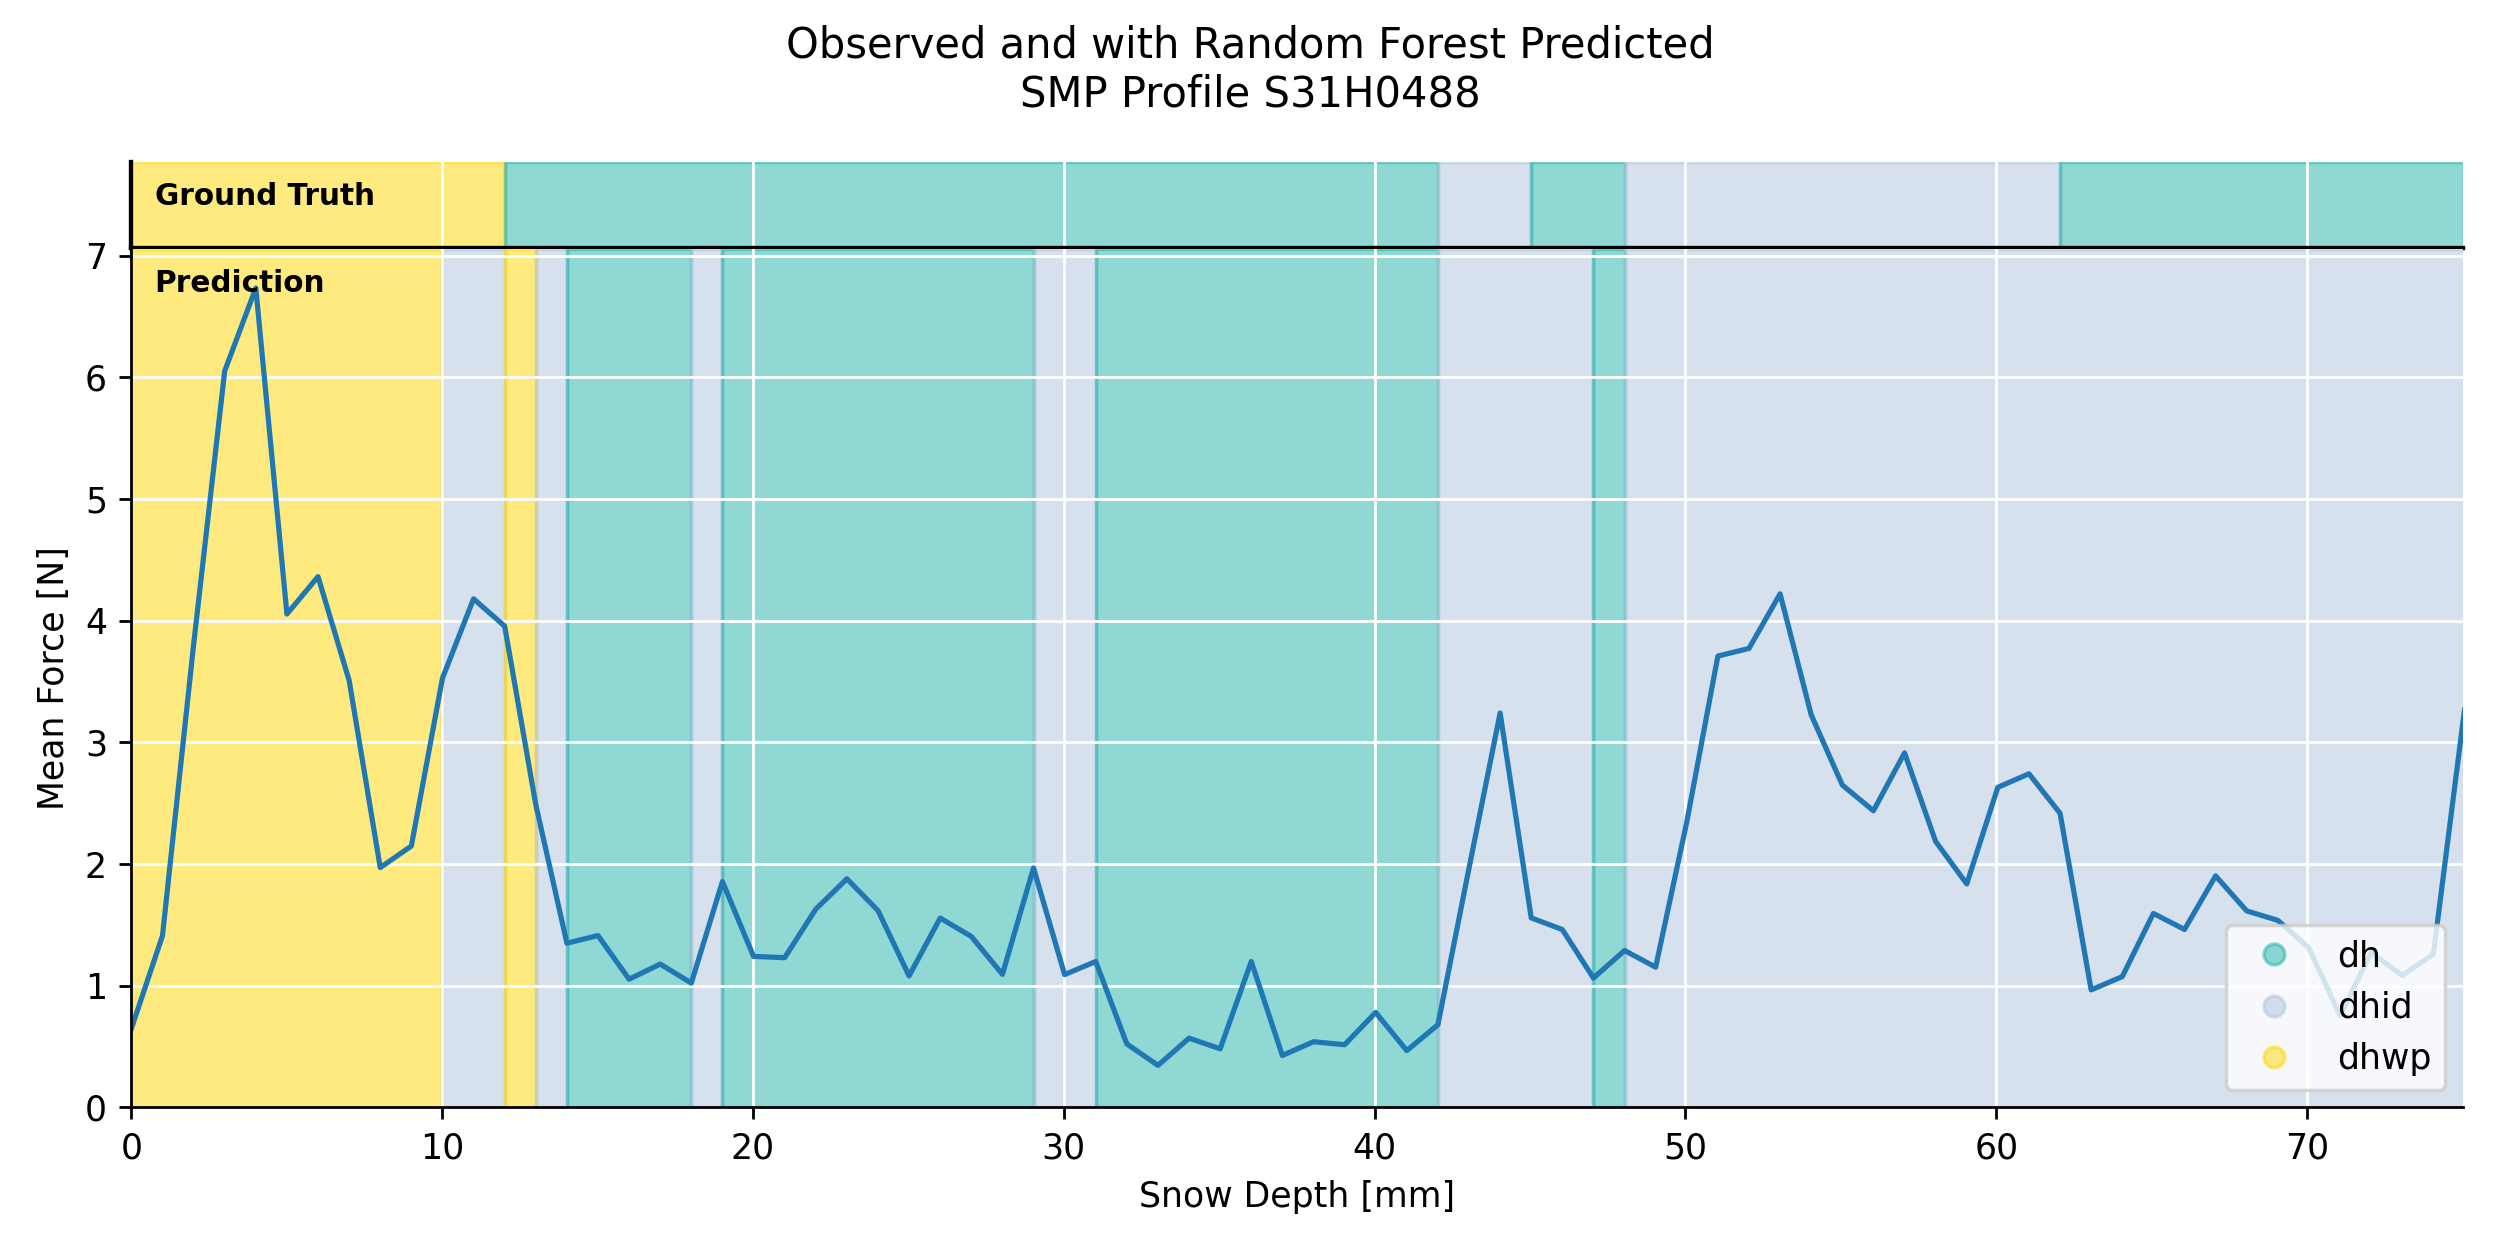 Observed and with Random Forest Predicted
SMP Profile S31H0488
Ground Truth
Prediction
7
6
5
4
3
2
1
0
Mean Force [N]
0 10 20 30 40 50 60 70
Snow Depth [mm]
dh
dhid
dhwp